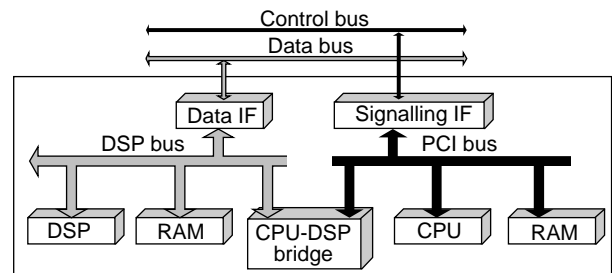 Control bus
Data bus
Data IF
Signalling IF
DSP bus
PCI bus
DSP
RAM
CPU-DSP
bridge
CPU
RAM